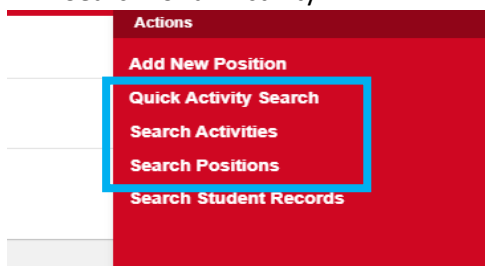 Actions
Add New Position
Quick Activity Search
Search Activities
Search Positions
Search Student Records